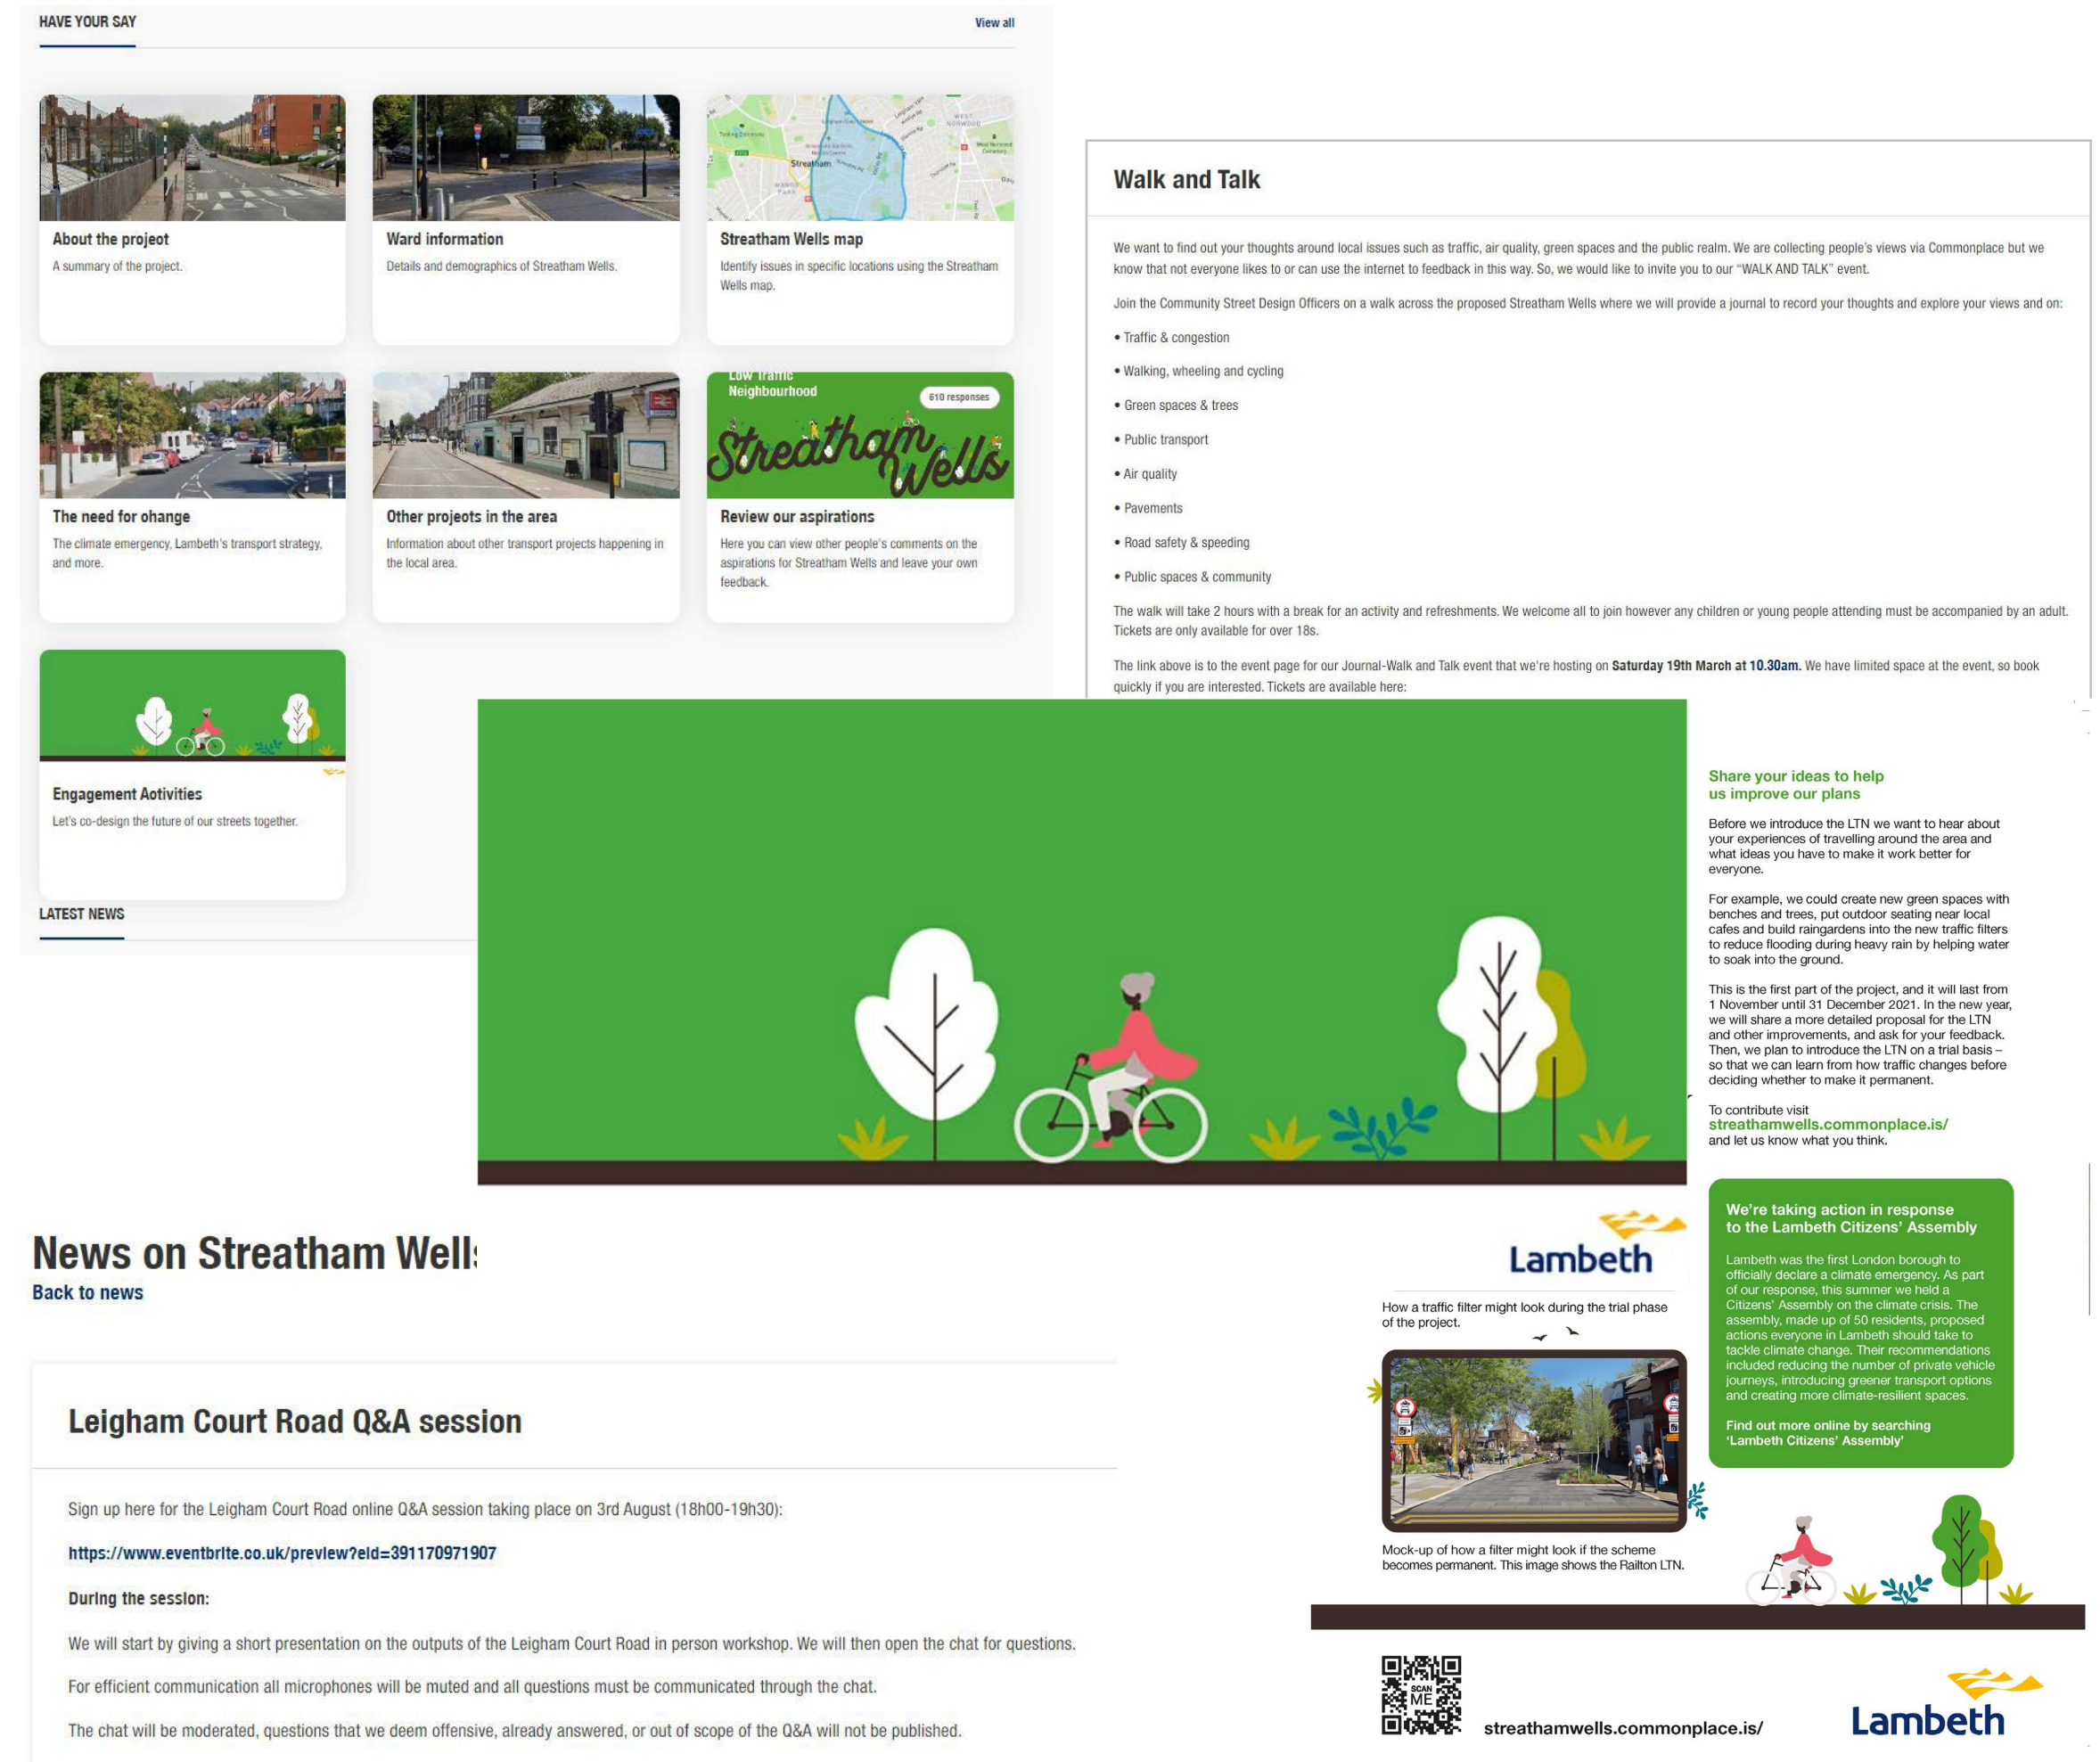 HAVE YOUR SAY
View all
About the project
A summary of the project.
Ward information
Details and demographics of Streatham Wells.
Streatham
Streatham Wells map
Identify issues in specific locations using the Streatham
Wells map.
The need for ohange
The climate emergency, Lambeth's transport strategy,
and more.
Other projeots in the area
Information about other transport projects happening in
the local area.
Low Traffic
Neighbourhood
610 responses
Streatham
Wells
Review our aspirations
Here you can view other people's comments on the
aspirations for Streatham Wells and leave your own
feedback.
Engagement Aotivities
Let's co-design the future of our streets together.
LATEST NEWS
Walk and Talk
We want to find out your thoughts around local issues such as traffic, air quality, green spaces and the public realm. We are collecting people's views via Commonplace but we
know that not everyone likes to or can use the internet to feedback in this way. So, we would like to invite you to our "WALK AND TALK" event.
Join the Community Street Design Officers on a walk across the proposed Streatham Wells where we will provide a journal to record your thoughts and explore your views and on:
• Traffic & congestion
• Walking, wheeling and cycling
• Green spaces & trees
• Public transport
• Air quality
• Pavements
• Road safety & speeding
• Public spaces & community
The walk will take 2 hours with a break for an activity and refreshments. We welcome all to join however any children or young people attending must be accompanied by an adult.
Tickets are only available for over 18s.
The link above is to the event page for our Journal-Walk and Talk event that we're hosting on Saturday 19th Maroh at 10.30am. We have limited space at the event, so book
quickly if you are interested. Tickets are available here:
Share your ideas to help
us improve our plans
Before we introduce the LTN we want to hear about
your experiences of travelling around the area and
what ideas you have to make it work better for
everyone.
For example, we could create new green spaces with
benches and trees, put outdoor seating near local
cafes and build raingardens into the new traffic filters
to reduce flooding during heavy rain by helping water
to soak into the ground.
This is the first part of the project, and it will last from
1 November until 31 December 2021. In the new year,
we will share a more detailed proposal for the LTN
and other improvements, and ask for your feedback.
Then, we plan to introduce the LTN on a trial basis –
so that we can learn from how traffic changes before
deciding whether to make it permanent.
To contribute visit
streathamwells.commonplace.is/
and let us know what you think.
We're taking action in response
to the Lambeth Citizens' Assembly
Lambeth was the first London borough to
officially declare a climate emergency. As part
of our response, this summer we held a
Citizens' Assembly on the climate crisis. The
assembly, made up of 50 residents, proposed
actions everyone in Lambeth should take to
tackle climate change. Their recommendations
included reducing the number of private vehicle
journeys, introducing greener transport options
and creating more climate-resilient spaces.
Find out more online by searching
'Lambeth Citizens' Assembly'
Lambeth
How a traffic filter might look during the trial phase
of the project.
Mock-up of how a filter might look if the scheme
becomes permanent. This image shows the Railton LTN.
SCAN
ME
streathamwells.commonplace.is/
Lambeth
News on Streatham Wells
Back to news
Leigham Court Road Q&A session
Sign up here for the Leigham Court Road online Q&A session taking place on 3rd August (18h00-19h30):
https://www.eventbrite.co.uk/preview?eid=391170971907
During the session:
We will start by giving a short presentation on the outputs of the Leigham Court Road in person workshop. We will then open the chat for questions.
For efficient communication all microphones will be muted and all questions must be communicated through the chat.
The chat will be moderated, questions that we deem offensive, already answered, or out of scope of the Q&A will not be published.